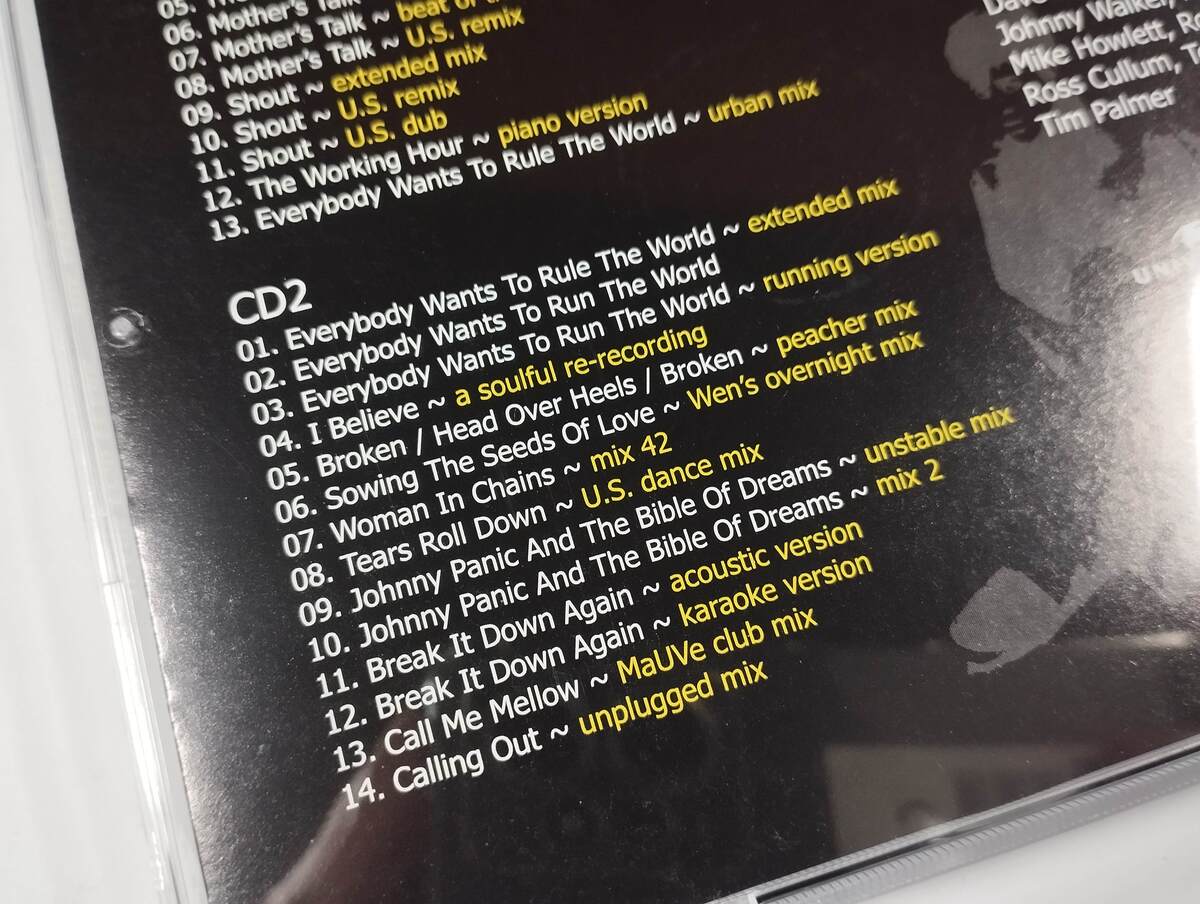 05.
06. Mother's Talk
07. Mother's Talk ~ beat of
08. Mother's Talk ~ U.S. remix
09. Shout ~ extended mix
10. Shout ~ U.S. remix
11. Shout ~ U.S. dub
12. The Working Hour ~ piano version
13. Everybody Wants To Rule The World ~ urban mix
CD2
01. Everybody Wants To Rule The World ~ extended mix
02. Everybody Wants To Run The World
03. Everybody Wants To Run The World ~ running version
04. I Believe ~ a soulful re-recording
05. Broken / Head Over Heels / Broken ~ peacher mix
06. Sowing The Seeds Of Love ~ Wen's overnight mix
07. Woman In Chains ~ mix 42
08. Tears Roll Down ~ U.S. dance mix
09. Johnny Panic And The Bible Of Dreams ~ unstable mix
10. Johnny Panic And The Bible Of Dreams ~ mix 2
11. Break It Down Again ~ acoustic version
12. Break It Down Again ~ karaoke version
13. Call Me Mellow ~ MaUVe club mix
14. Calling Out ~ unplugged mix
Dave
Johnny Walker,
Mike Howlett,
Ross Cullum,
Tim Palmer